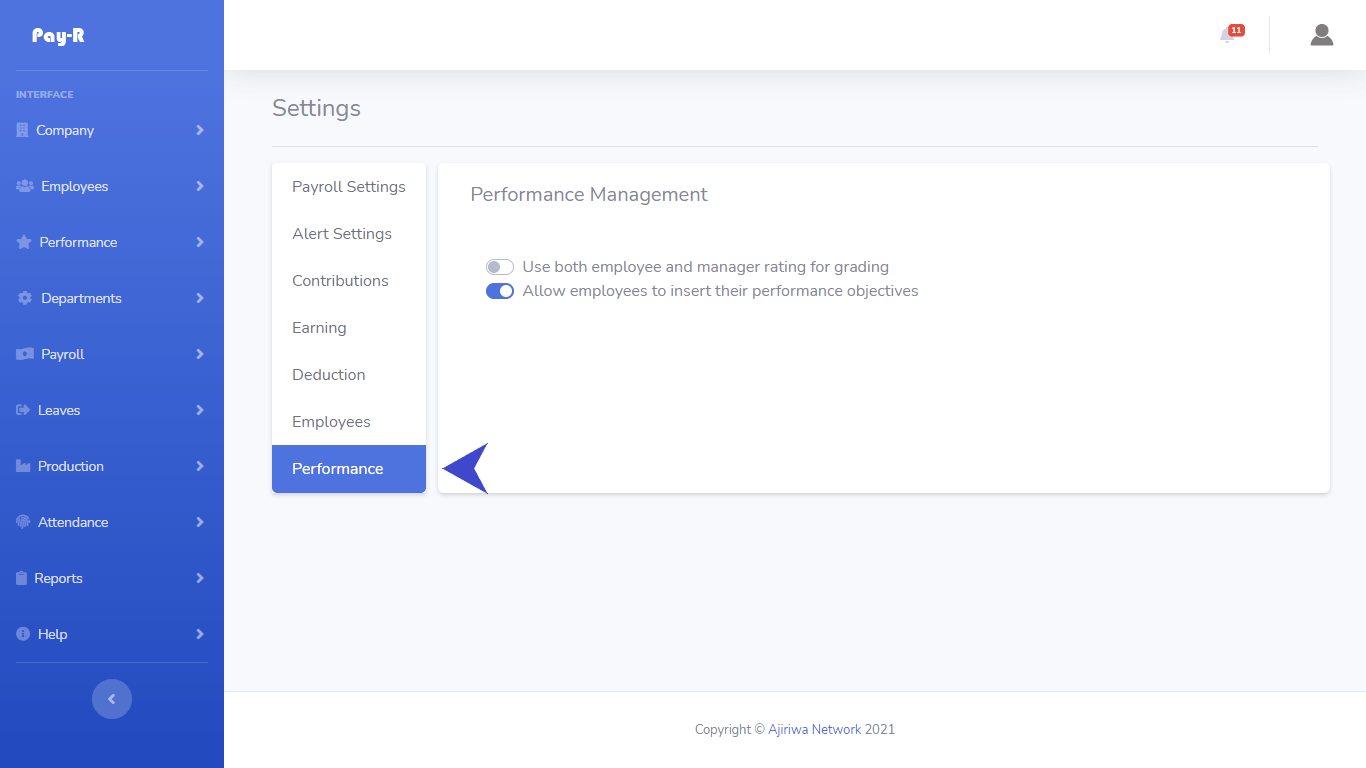 Pay-R
11
INTERFACE
Company
Employees
Performance
Departments
Payroll
Leaves
Production
Attendance
Reports
Help
Settings
Payroll Settings
Alert Settings
Contributions
Earning
Deduction
Employees
Performance
Performance Management
Use both employee and manager rating for grading
Allow employees to insert their performance objectives
Copyright © Ajiriwa Network 2021